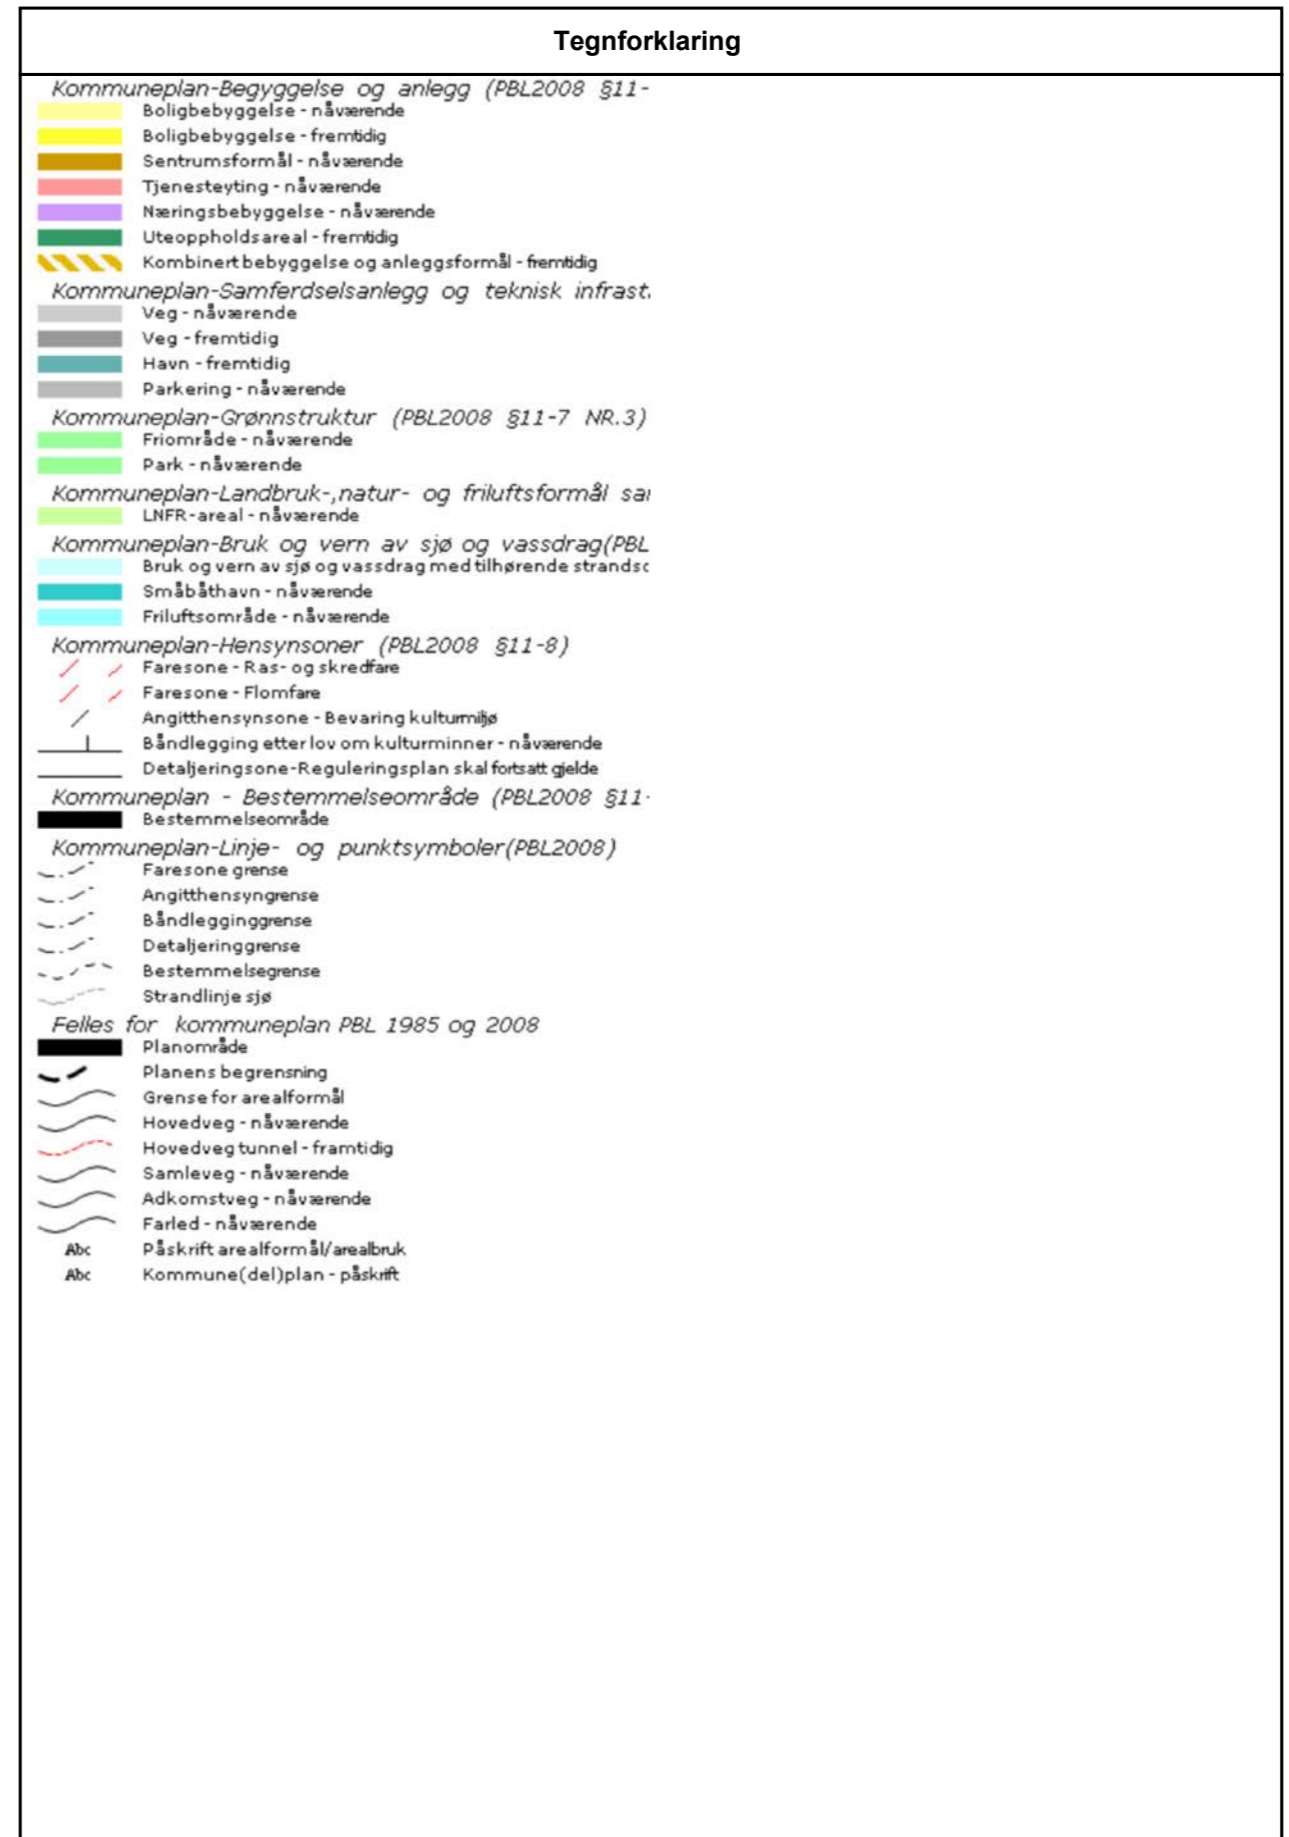 Tegnforklaring
Kommuneplan-Begyggelse og anlegg (PBL2008 §11-
Boligbebyggelse - nåværende
Boligbebyggelse - fremtidig
Sentrumsformål - nåværende
Tjenesteyting - nåværende
Næringsbebyggelse - nåværende
Uteoppholdsareal - fremtidig
Kombinert bebyggelse og anleggsformål - fremtidig
Kommuneplan-Samferdselsanlegg og teknisk infrast.
Veg - nåværende
Veg - fremtidig
Havn - fremtidig
Parkering - nåværende
Kommuneplan-Grønnstruktur (PBL2008 §11-7 NR.3)
Friområde - nåværende
Park - nåværende
Kommuneplan-Landbruk-,natur- og friluftsformål sar
LNFR-areal - nåværende
Kommuneplan-Bruk og vern av sjø og vassdrag(PBL
Bruk og vern av sjø og vassdrag med tilhørende strandsc
Småbåthavn - nåværende
Friluftsområde - nåværende
Kommuneplan-Hensynsoner (PBL2008 §11-8)
Faresone - Ras- og skredfare
Faresone - Flomfare
Angitthensynsone - Bevaring kulturmiljø
Båndlegging etter lov om kulturminner - nåværende
Detaljeringsone-Reguleringsplan skal fortsatt gjelde
Kommuneplan - Bestemmelseområde (PBL2008 §11-
Bestemmelseområde
Kommuneplan-Linje- og punktsymboler(PBL2008)
Faresone grense
Angitthensyngrense
Båndlegginggrense
Detaljeringgrense
Bestemmelsegrense
Strandlinje sjø
Felles for kommuneplan PBL 1985 og 2008
Planområde
Planens begrensning
Grense for arealformål
Hovedveg - nåværende
Hovedveg tunnel - framtidig
Samleveg - nåværende
Adkomstveg - nåværende
Farled - nåværende
Abc Påskrift arealformål/arealbruk
Abc Kommune(del)plan - påskrift